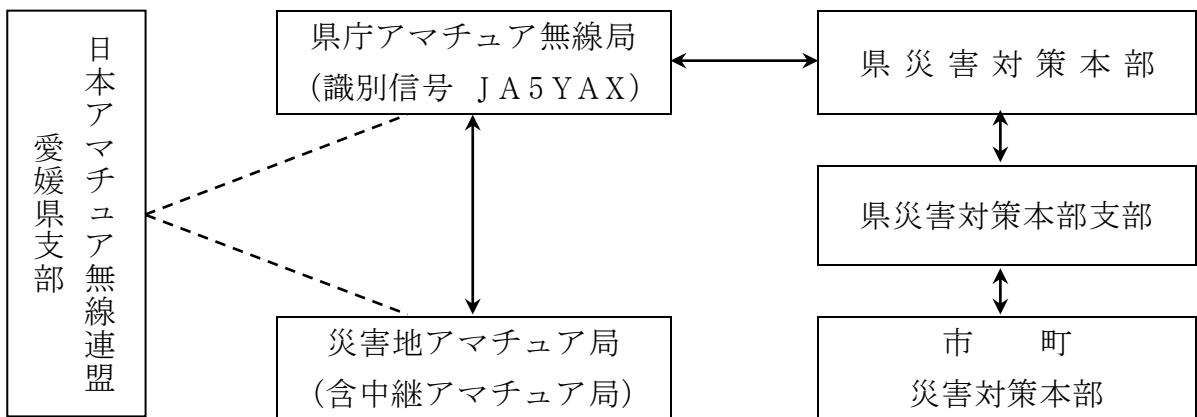 日本アマチュア無線連盟
愛媛県支部
県庁アマチュア無線局
（識別信号 JA5YAX）
県災害対策本部
県災害対策本部支部
災害地アマチュア局
（含中継アマチュア局）
市町
災害対策本部